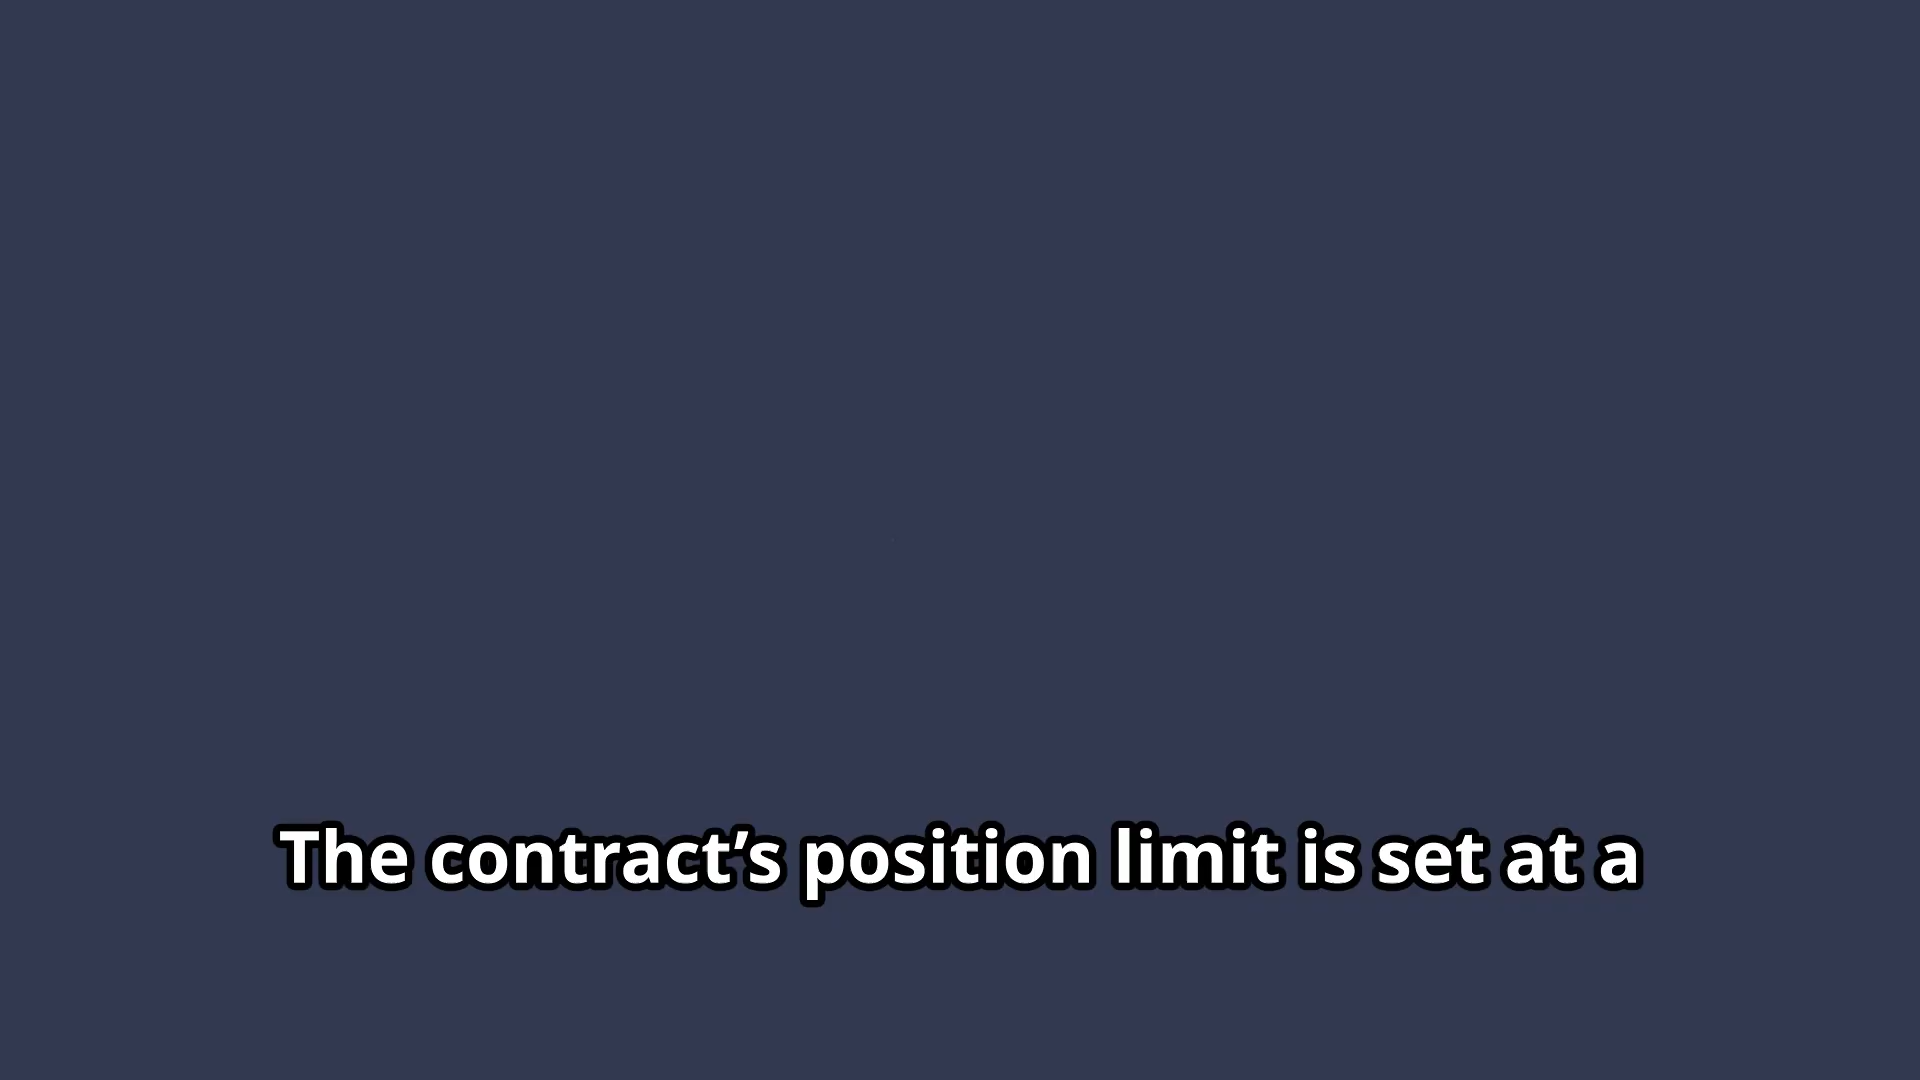 The contract’s position limit is set at a